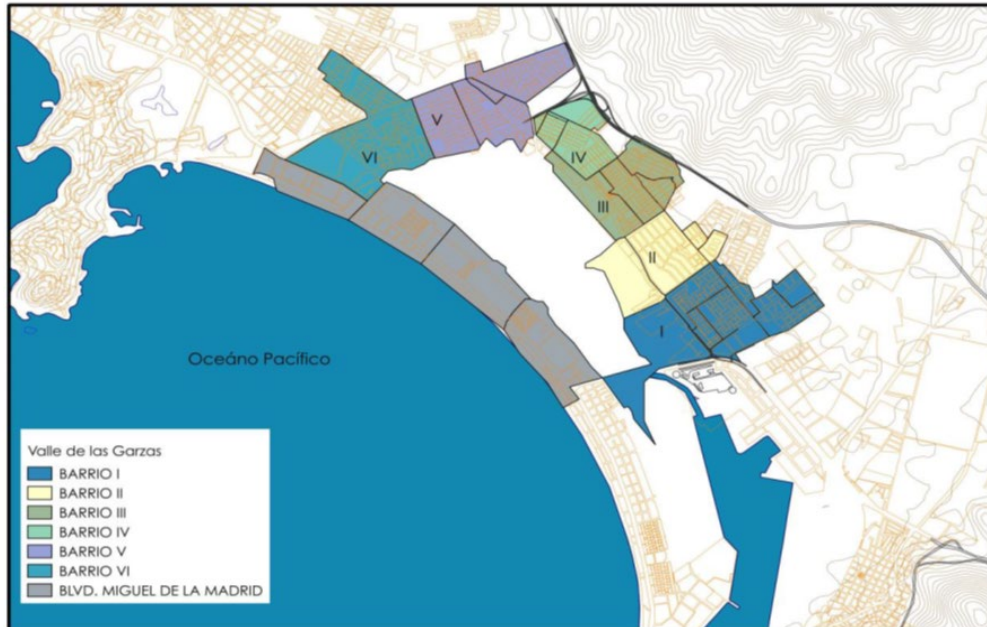 V
VI
IV
III
II
I
Oceáno Pacífico
Valle de las Garzas
BARRIO I
BARRIO II
BARRIO III
BARRIO IV
BARRIO V
BARRIO VI
BLVD. MIGUEL DE LA MADRID